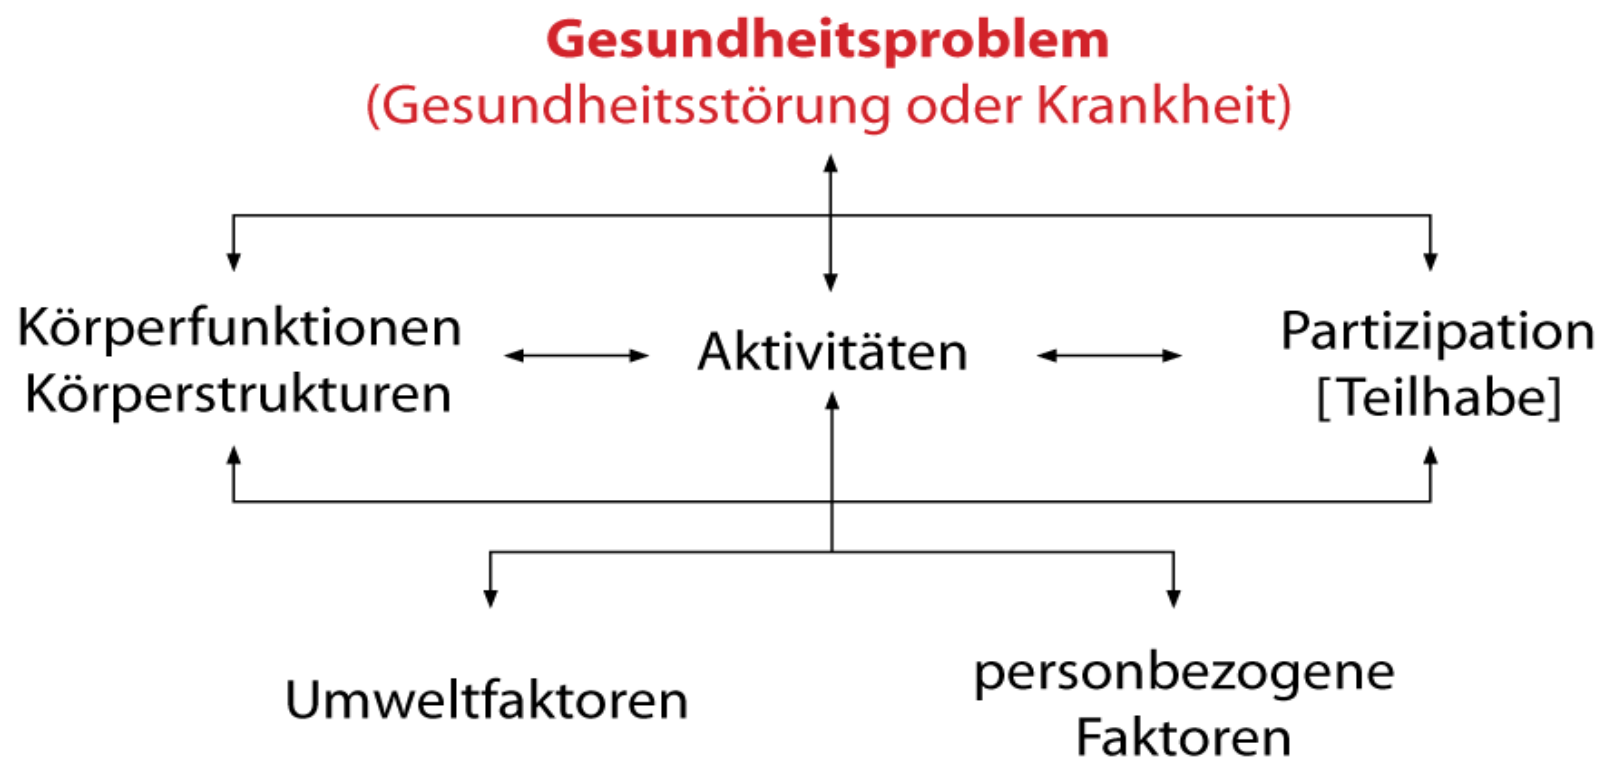 Gesundheitsproblem
(Gesundheitsstörung oder Krankheit)
Körperfunktionen
Körperstrukturen
Aktivitäten
Partizipation
[Teilhabe]
Umweltfaktoren
personbezogene
Faktoren